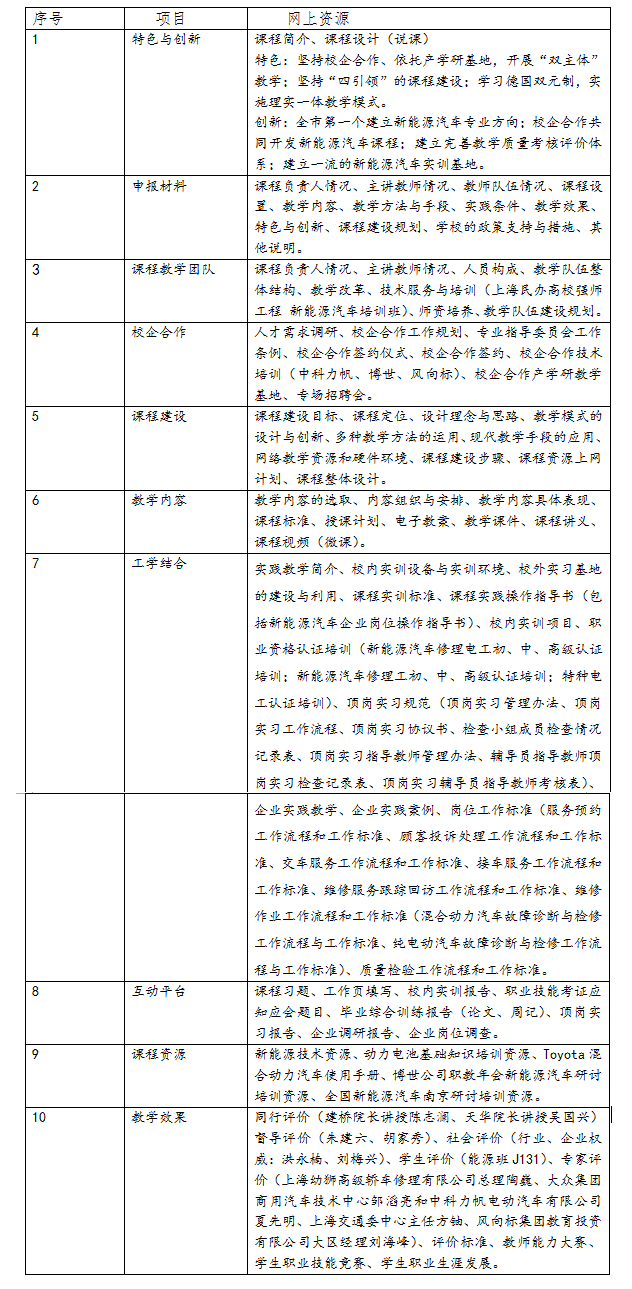 序号 项目 网上资源
1 特色与创新 课程简介、课程设计（说课）
特色：坚持校企合作、依托产学研基地，开展“双主体”
教学；坚持“四引领”的课程建设；学习德国双元制，实
施理实一体教学模式。
创新：全市第一个建立新能源汽车专业方向；校企合作共
同开发新能源汽车课程；建立完善教学质量考核评价体
系；建立一流的新能源汽车实训基地。
2 申报材料 课程负责人情况、主讲教师情况、教师队伍情况、课程设
置、教学内容、教学方法与手段、实践条件、教学效果、
特色与创新、课程建设规划、学校的政策支持与措施、其
他说明。
3 课程教学团队 课程负责人情况、主讲教师情况、人员构成、教学队伍整
体结构、教学改革、技术服务与培训（上海民办高校强师
工程 新能源汽车培训班）、师资培养、教学队伍建设规划。
4 校企合作 人才需求调研、校企合作工作规划、专业指导委员会工作
条例、校企合作签约仪式、校企合作签约、校企合作技术
培训（中科力帆、博世、风向标）、校企合作产学研教学
基地、专场招聘会。
5 课程建设 课程建设目标、课程定位、设计理念与思路、教学模式的
设计与创新、多种教学方法的运用、现代教学手段的应用、
网络教学资源和硬件环境、课程建设步骤、课程资源上网
计划、课程整体设计。
6 教学内容 教学内容的选取、内容组织与安排、教学内容具体表现、
课程标准、授课计划、电子教案、教学课件、课程讲义、
课程视频（微课）。
7 工学结合 实践教学简介、校内实训设备与实训环境、校外实习基地
的建设与利用、课程实训标准、课程实践操作指导书（包
括新能源汽车企业岗位操作指导书）、校内实训项目、职
业资格认证培训（新能源汽车修理电工初、中、高级认证
培训；新能源汽车修理工初、中、高级认证培训；特种电
工认证培训）、顶岗实习规范（顶岗实习管理办法、顶岗
实习工作流程、顶岗实习协议书、检查小组成员检查情况
记录表、顶岗实习指导教师管理办法、辅导员指导教师顶
岗实习检查记录表、顶岗实习辅导员指导教师考核表）、
企业实践教学、企业实践案例、岗位工作标准（服务预约
工作流程和工作标准、顾客投诉处理工作流程和工作标
准、交车服务工作流程和工作标准、接车服务工作流程和
工作标准、维修服务跟踪回访工作流程和工作标准、维修
作业工作流程和工作标准（混合动力汽车故障诊断与检修
工作流程与工作标准、纯电动汽车故障诊断与检修工作流
程与工作标准）、质量检验工作流程和工作标准。
8 互动平台 课程习题、工作页填写、校内实训报告、职业技能考证应
知应会题目、毕业综合训练报告（论文、周记）、顶岗实
习报告、企业调研报告、企业岗位调查。
9 课程资源 新能源技术资源、动力电池基础知识培训资源、Toyota 混
合动力汽车使用手册、博世公司职教年会新能源汽车研讨
培训资源、全国新能源汽车南京研讨培训资源。
10 教学效果 同行评价（建桥院长讲授陈志澜、天华院长讲授吴国兴）
督导评价（朱建六、胡家秀）、社会评价（行业、企业权
威：洪永楠、刘梅兴）、学生评价（能源班 J131）、专家评
价（上海幼狮高级轿车修理有限公司总理陶巍、大众集团
商用汽车技术中心邹滔亮和中科力帆电动汽车有限公司
夏先明、上海交通委中心主任方铀、风向标集团教育投资
有限公司大区经理刘海峰）、评价标准、教师能力大赛、
学生职业技能竞赛、学生职业生涯发展。